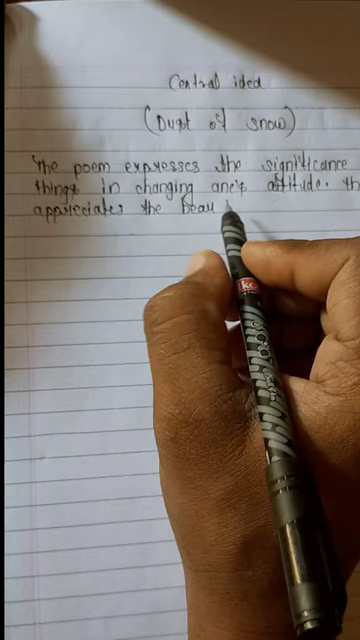 Central idea
(Dust of snow)
The poem expresses the significance
things in changing one's attitude. Th
appreciates the beau